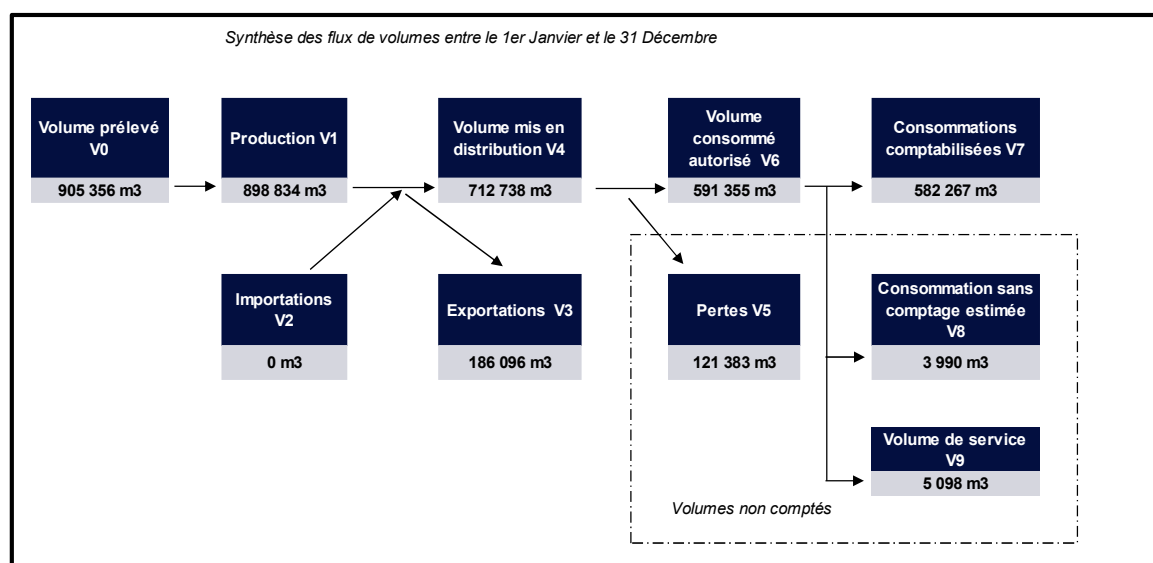 Synthèse des flux de volumes entre le 1er Janvier et le 31 Décembre
Volume prélevé
V0
905 356 m3
Production V1
898 834 m3
Volume mis en
distribution V4
712 738 m3
Volume
consommé
autorisé V6
591 355 m3
Consommations
comptabilisées V7
582 267 m3
Importations
V2
0 m3
Exportations V3
186 096 m3
Pertes V5
121 383 m3
Consommation sans
comptage estimée
V8
3 990 m3
Volume de service
V9
5 098 m3
Volumes non comptés